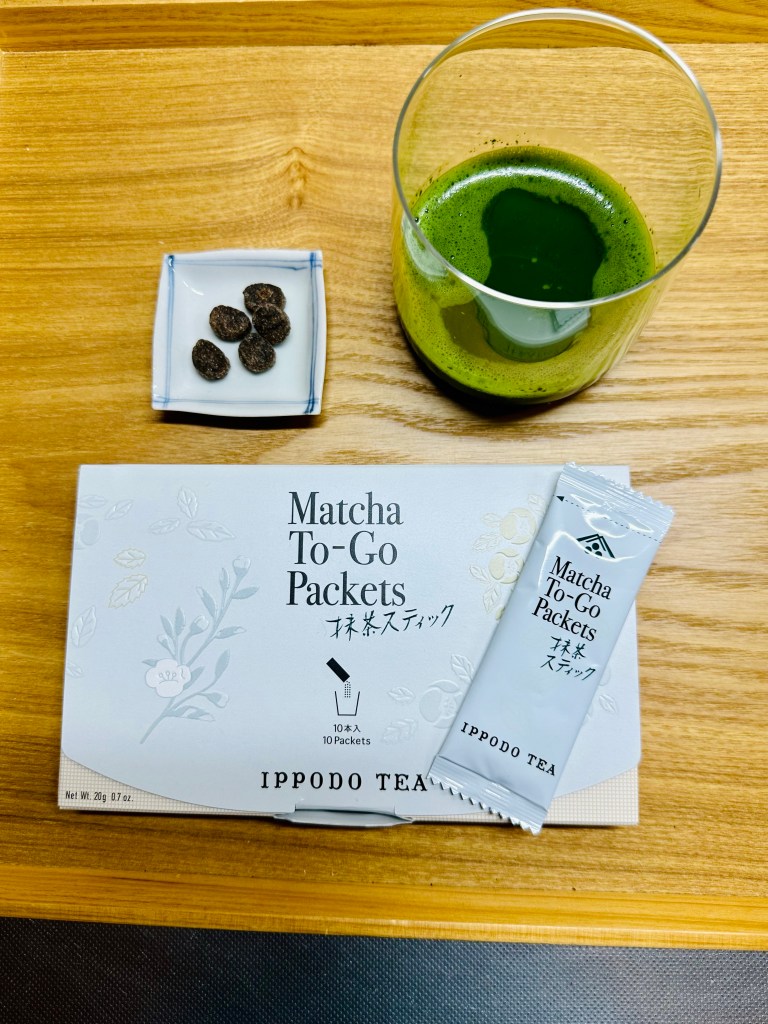 Matcha
To-Go
Packets
抹茶スティック
10本入
10 Packets
IPPODO TEA
Net Wt. 20g 0.7 oz.
Matcha
To-Go
Packets
抹茶
スティック
IPPODO TEA